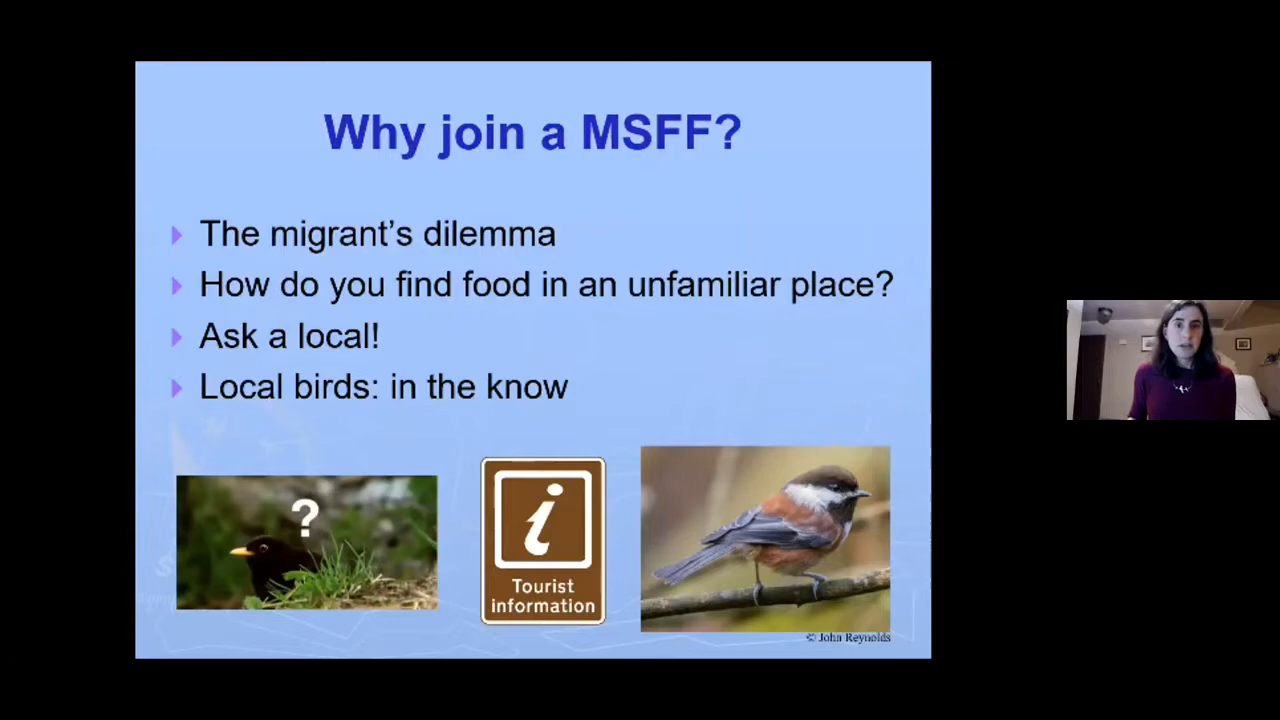 Why join a MSFF?
The migrant's dilemma
How do you find food in an unfamiliar place?
Ask a local!
Local birds: in the know
?
i
Tourist
information
© John Reynolds